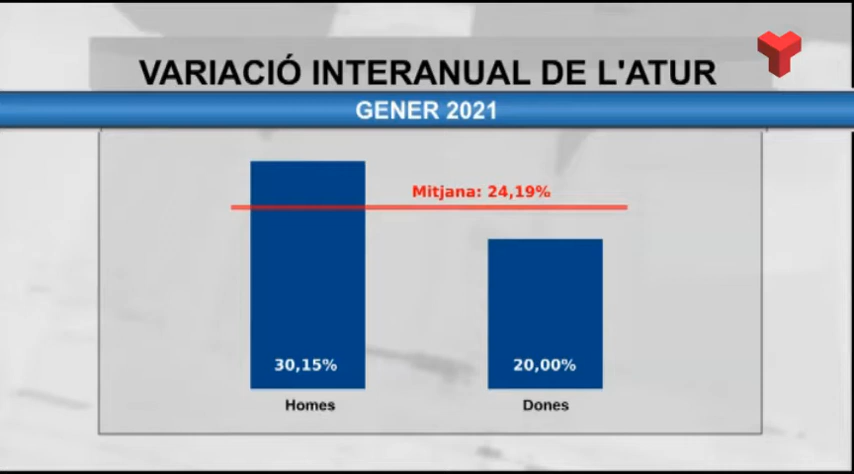 VARIACIÓ INTERANUAL DE L'ATUR
GENER 2021
Mitjana: 24,19%
30,15%
20,00%
Homes
Dones